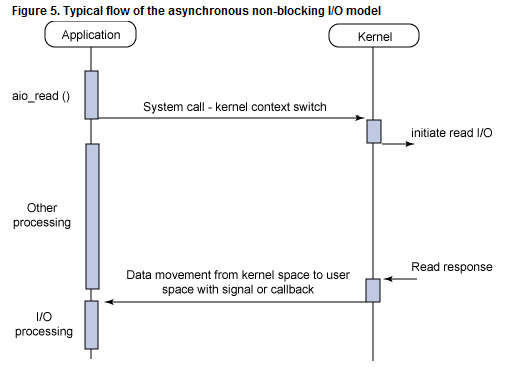 Figure 5. Typical flow of the asynchronous non-blocking I/O model
Application
Kernel
aio_read ()
System call - kernel context switch
initiate read I/O
Other
processing
Read response
Data movement from kernel space to user
space with signal or callback
I/O
processing